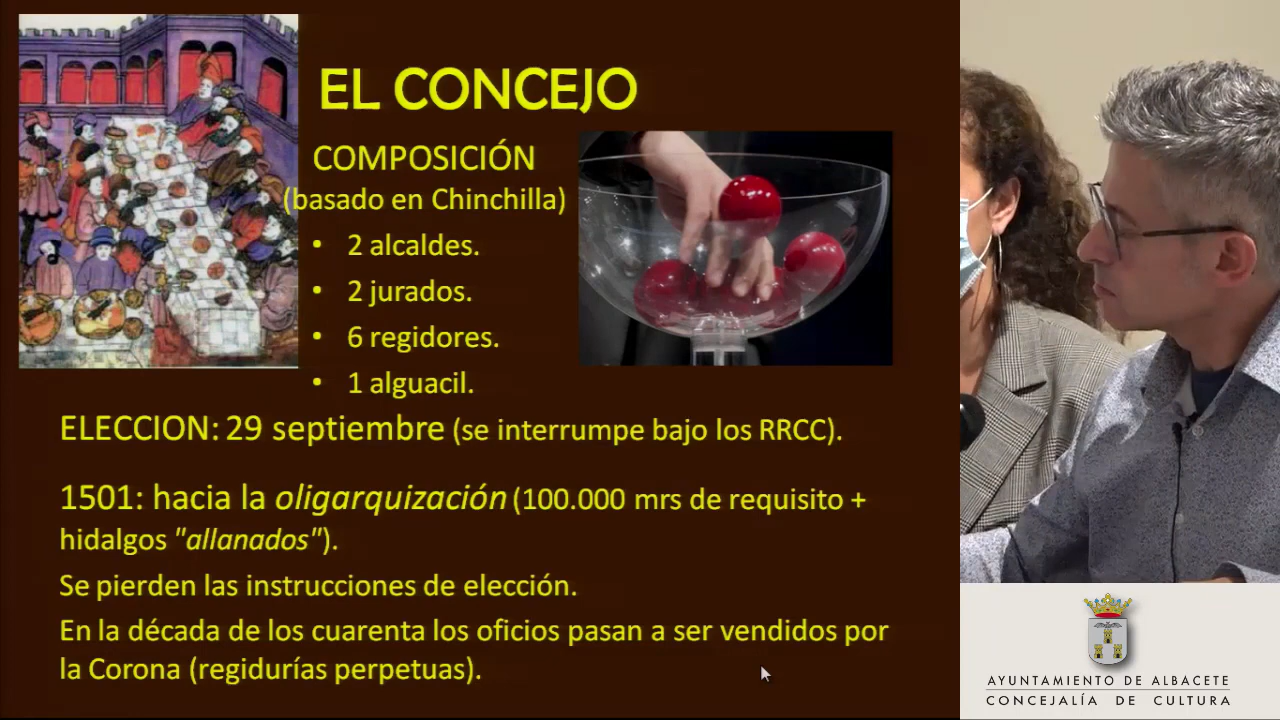 EL CONCEJO
COMPOSICIÓN
(basado en Chinchilla)
• 2 alcaldes.
• 2 jurados.
• 6 regidores.
• 1 alguacil.
ELECCION: 29 septiembre (se interrumpe bajo los RRCC).
1501: hacia la oligarquización (100.000 mrs de requisito +
hidalgos "allanados").
Se pierden las instrucciones de elección.
En la década de los cuarenta los oficios pasan a ser vendidos por
la Corona (regidurías perpetuas).
AYUNTAMIENTO DE ALBACETE
CONCEJALÍA DE CULTURA